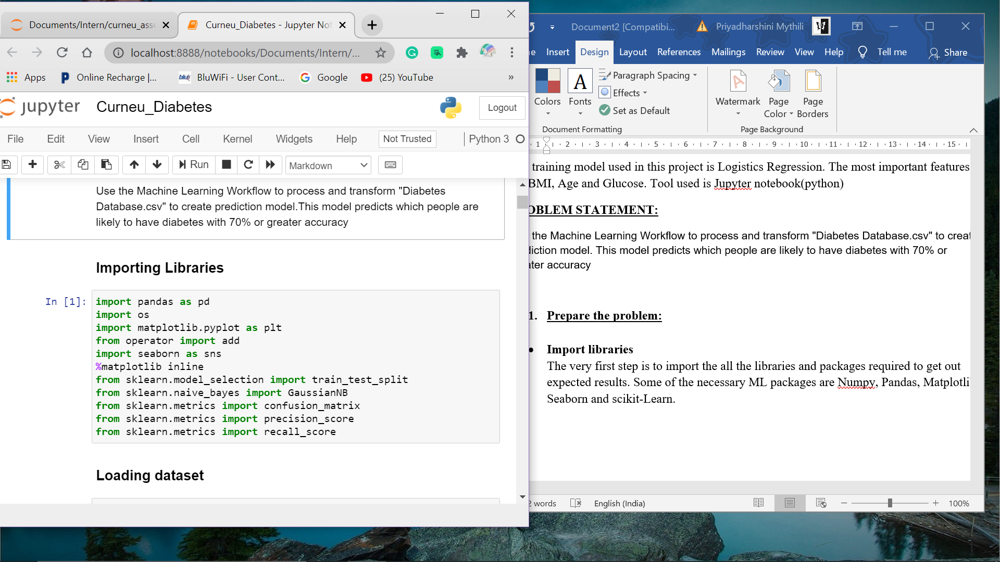 Documents/Intern/curneu_asse
Curneu_Diabetes - Jupyter Not
localhost:8888/notebooks/Documents/Intern/...
Apps
Online Recharge |...
BluWiFi - User Cont...
Google
(25) YouTube
»
jupyter
Curneu_Diabetes
Logout
File
Edit
View
Insert
Cell
Kernel
Widgets
Help
Not Trusted
Python 3
Run
Markdown
Use the Machine Learning Workflow to process and transform "Diabetes
Database.csv" to create prediction model.This model predicts which people are
likely to have diabetes with 70% or greater accuracy
Importing Libraries
In [1]:
import pandas as pd
import os
import matplotlib.pyplot as plt
from operator import add
import seaborn as sns
%matplotlib inline
from sklearn.model_selection import train_test_split
from sklearn.naive_bayes import GaussianNB
from sklearn.metrics import confusion_matrix
from sklearn.metrics import precision_score
from sklearn.metrics import recall_score
Loading dataset
Document2 [Compatibi...
Priyadharshini Mythili
Insert
Design
Layout
References
Mailings
Review
View
Help
Tell me
Share
Colors
A
Fonts
Paragraph Spacing
Effects
Set as Default
Document Formatting
Watermark
Page
Color
Page
Borders
Page Background
1 2 3 4 5 6 7 8 9 10 11 12 13 14 15
training model used in this project is Logistics Regression. The most important features
BMI, Age and Glucose. Tool used is Jupyter notebook(python)
OBLEM STATEMENT:
the Machine Learning Workflow to process and transform "Diabetes Database.csv" to creat
diction model. This model predicts which people are likely to have diabetes with 70% or
ater accuracy
1. Prepare the problem:
• Import libraries
The very first step is to import the all the libraries and packages required to get out
expected results. Some of the necessary ML packages are Numpy, Pandas, Matplotli
Seaborn and scikit-Learn.
2 words
English (India)
100%